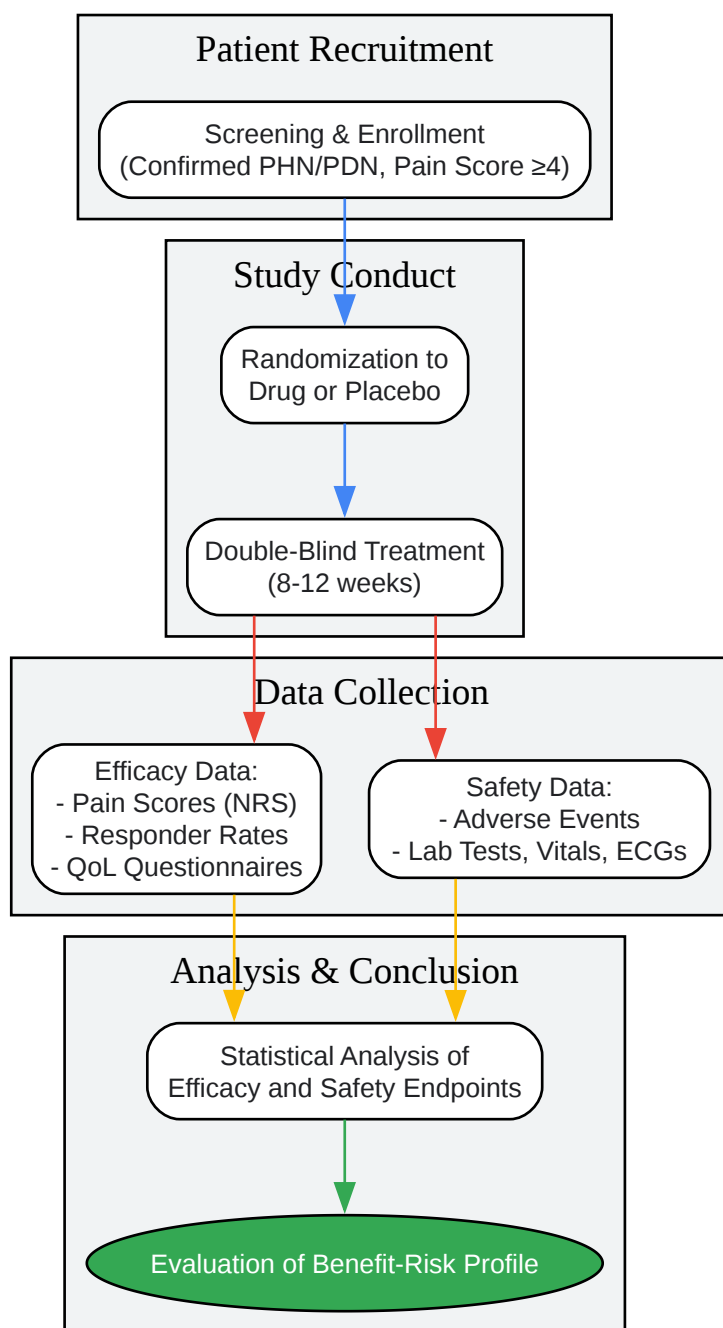 Patient Recruitment
Screening & Enrollment
(Confirmed PHN/PDN, Pain Score ≥4)
Study Conduct
Randomization to
Drug or Placebo
Double-Blind Treatment
(8-12 weeks)
Data Collection
Efficacy Data:
- Pain Scores (NRS)
- Responder Rates
- QoL Questionnaires
Safety Data:
- Adverse Events
- Lab Tests, Vitals, ECGs
Analysis & Conclusion
Statistical Analysis of
Efficacy and Safety Endpoints
Evaluation of Benefit-Risk Profile